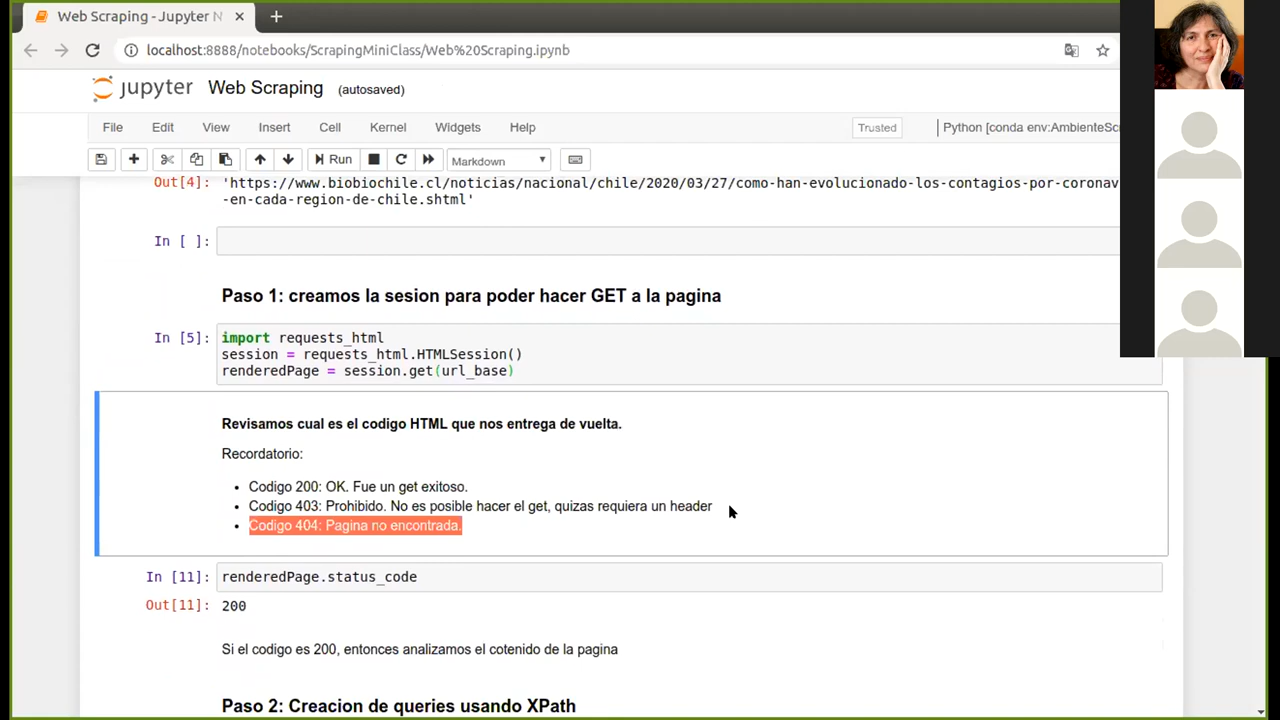 Web Scraping - Jupyter N
localhost:8888/notebooks/ScrapingMiniClass/Web%20Scraping.ipynb
jupyter Web Scraping (autosaved)
File Edit View Insert Cell Kernel Widgets Help Trusted Python [conda env:AmbienteSc
Run Markdown
Out[4]: 'https://www.biobiochile.cl/noticias/nacional/chile/2020/03/27/como-han-evolucionado-los-contagios-por-coronav
-en-cada-region-de-chile.shtml'
In [ ]:
Paso 1: creamos la sesion para poder hacer GET a la pagina
In [5]: import requests_html
session = requests_html.HTMLSession()
renderedPage = session.get(url_base)
Revisamos cual es el codigo HTML que nos entrega de vuelta.
Recordatorio:
• Codigo 200: OK. Fue un get exitoso.
• Codigo 403: Prohibido. No es posible hacer el get, quizas requiera un header
• Codigo 404: Pagina no encontrada.
In [11]: renderedPage.status_code
Out[11]: 200
Si el codigo es 200, entonces analizamos el cotenido de la pagina
Paso 2: Creacion de queries usando XPath